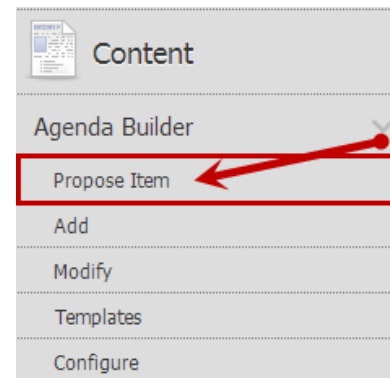 Content
Agenda Builder
Propose Item
Add
Modify
Templates
Configure